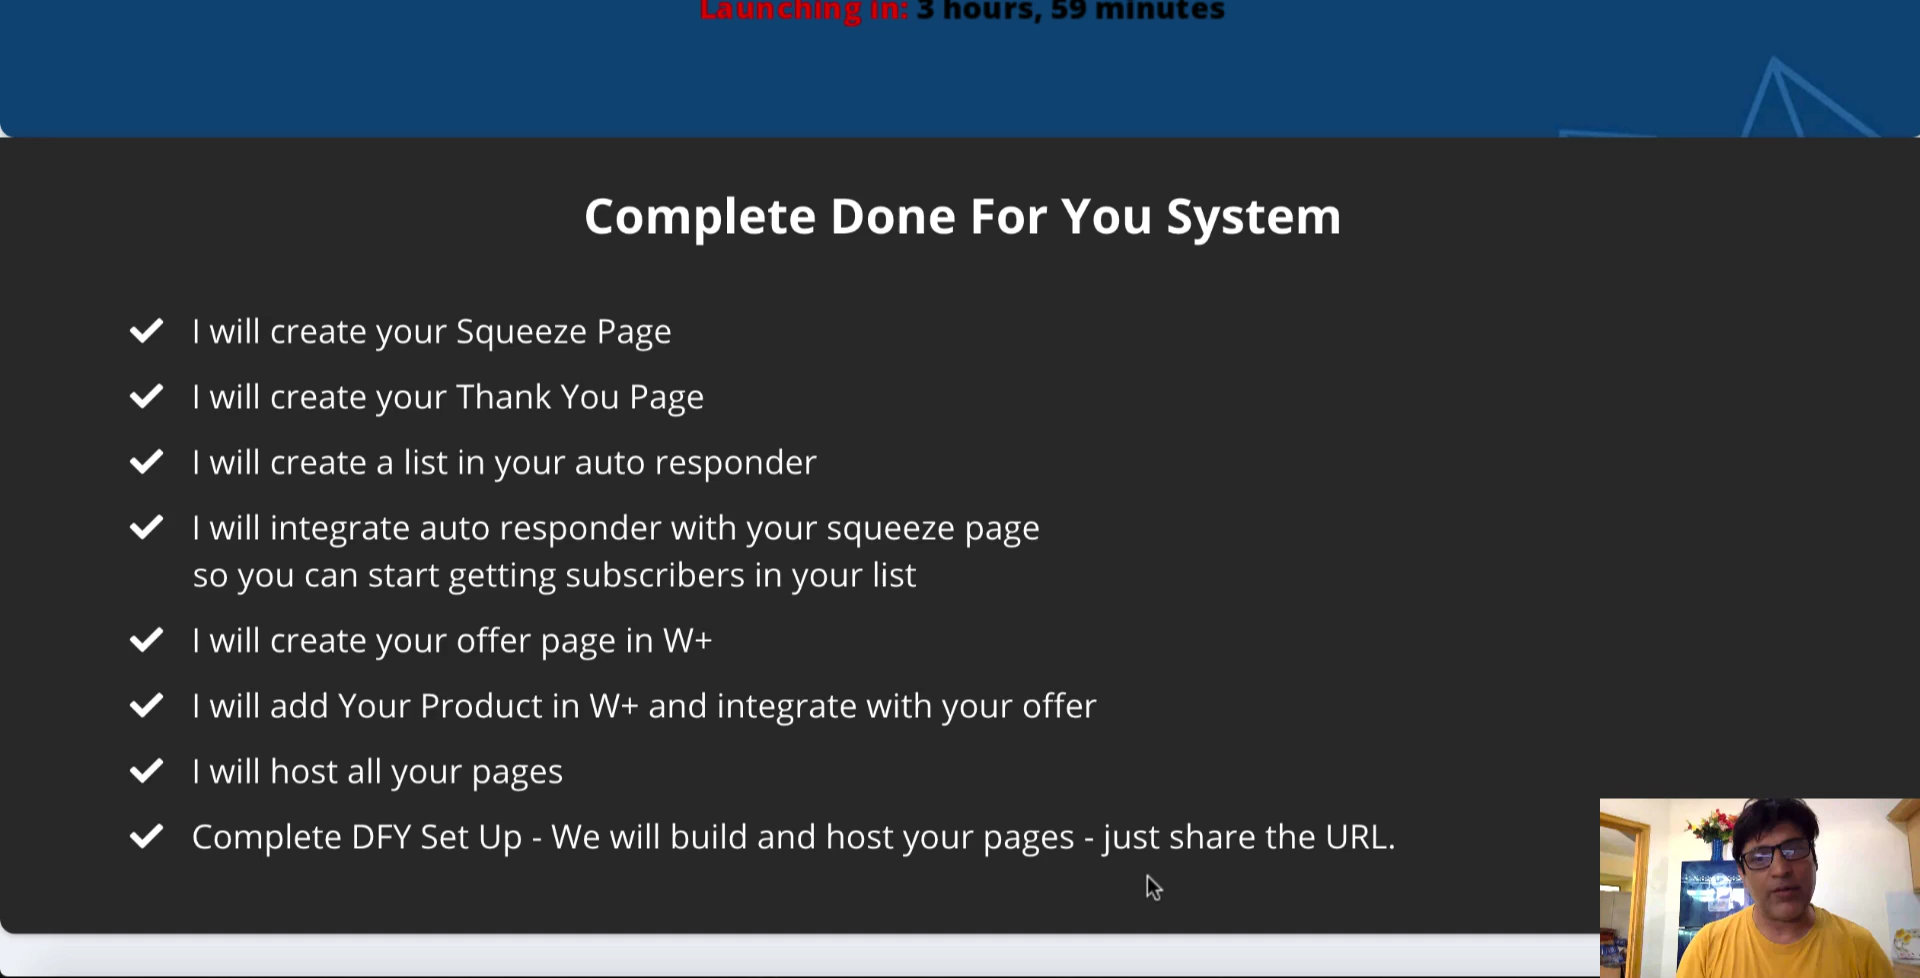 Launching in: 3 hours, 59 minutes
Complete Done For You System
I will create your Squeeze Page
I will create your Thank You Page
I will create a list in your auto responder
I will integrate auto responder with your squeeze page
so you can start getting subscribers in your list
I will create your offer page in W+
I will add Your Product in W+ and integrate with your offer
I will host all your pages
Complete DFY Set Up - We will build and host your pages - just share the URL.